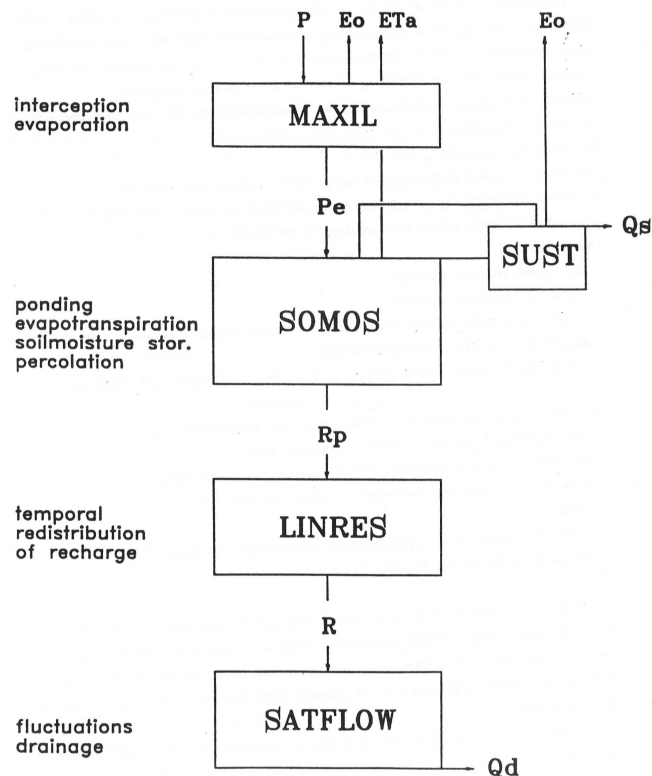 P Eo ETa Eo
interception
evaporation
MAXIL
Pe
Qs
SUST
ponding
evapotranspiration
soilmoisture stor.
percolation
SOMOS
Rp
temporal
redistribution
of recharge
LINRES
R
fluctuations
drainage
SATFLOW
Qd